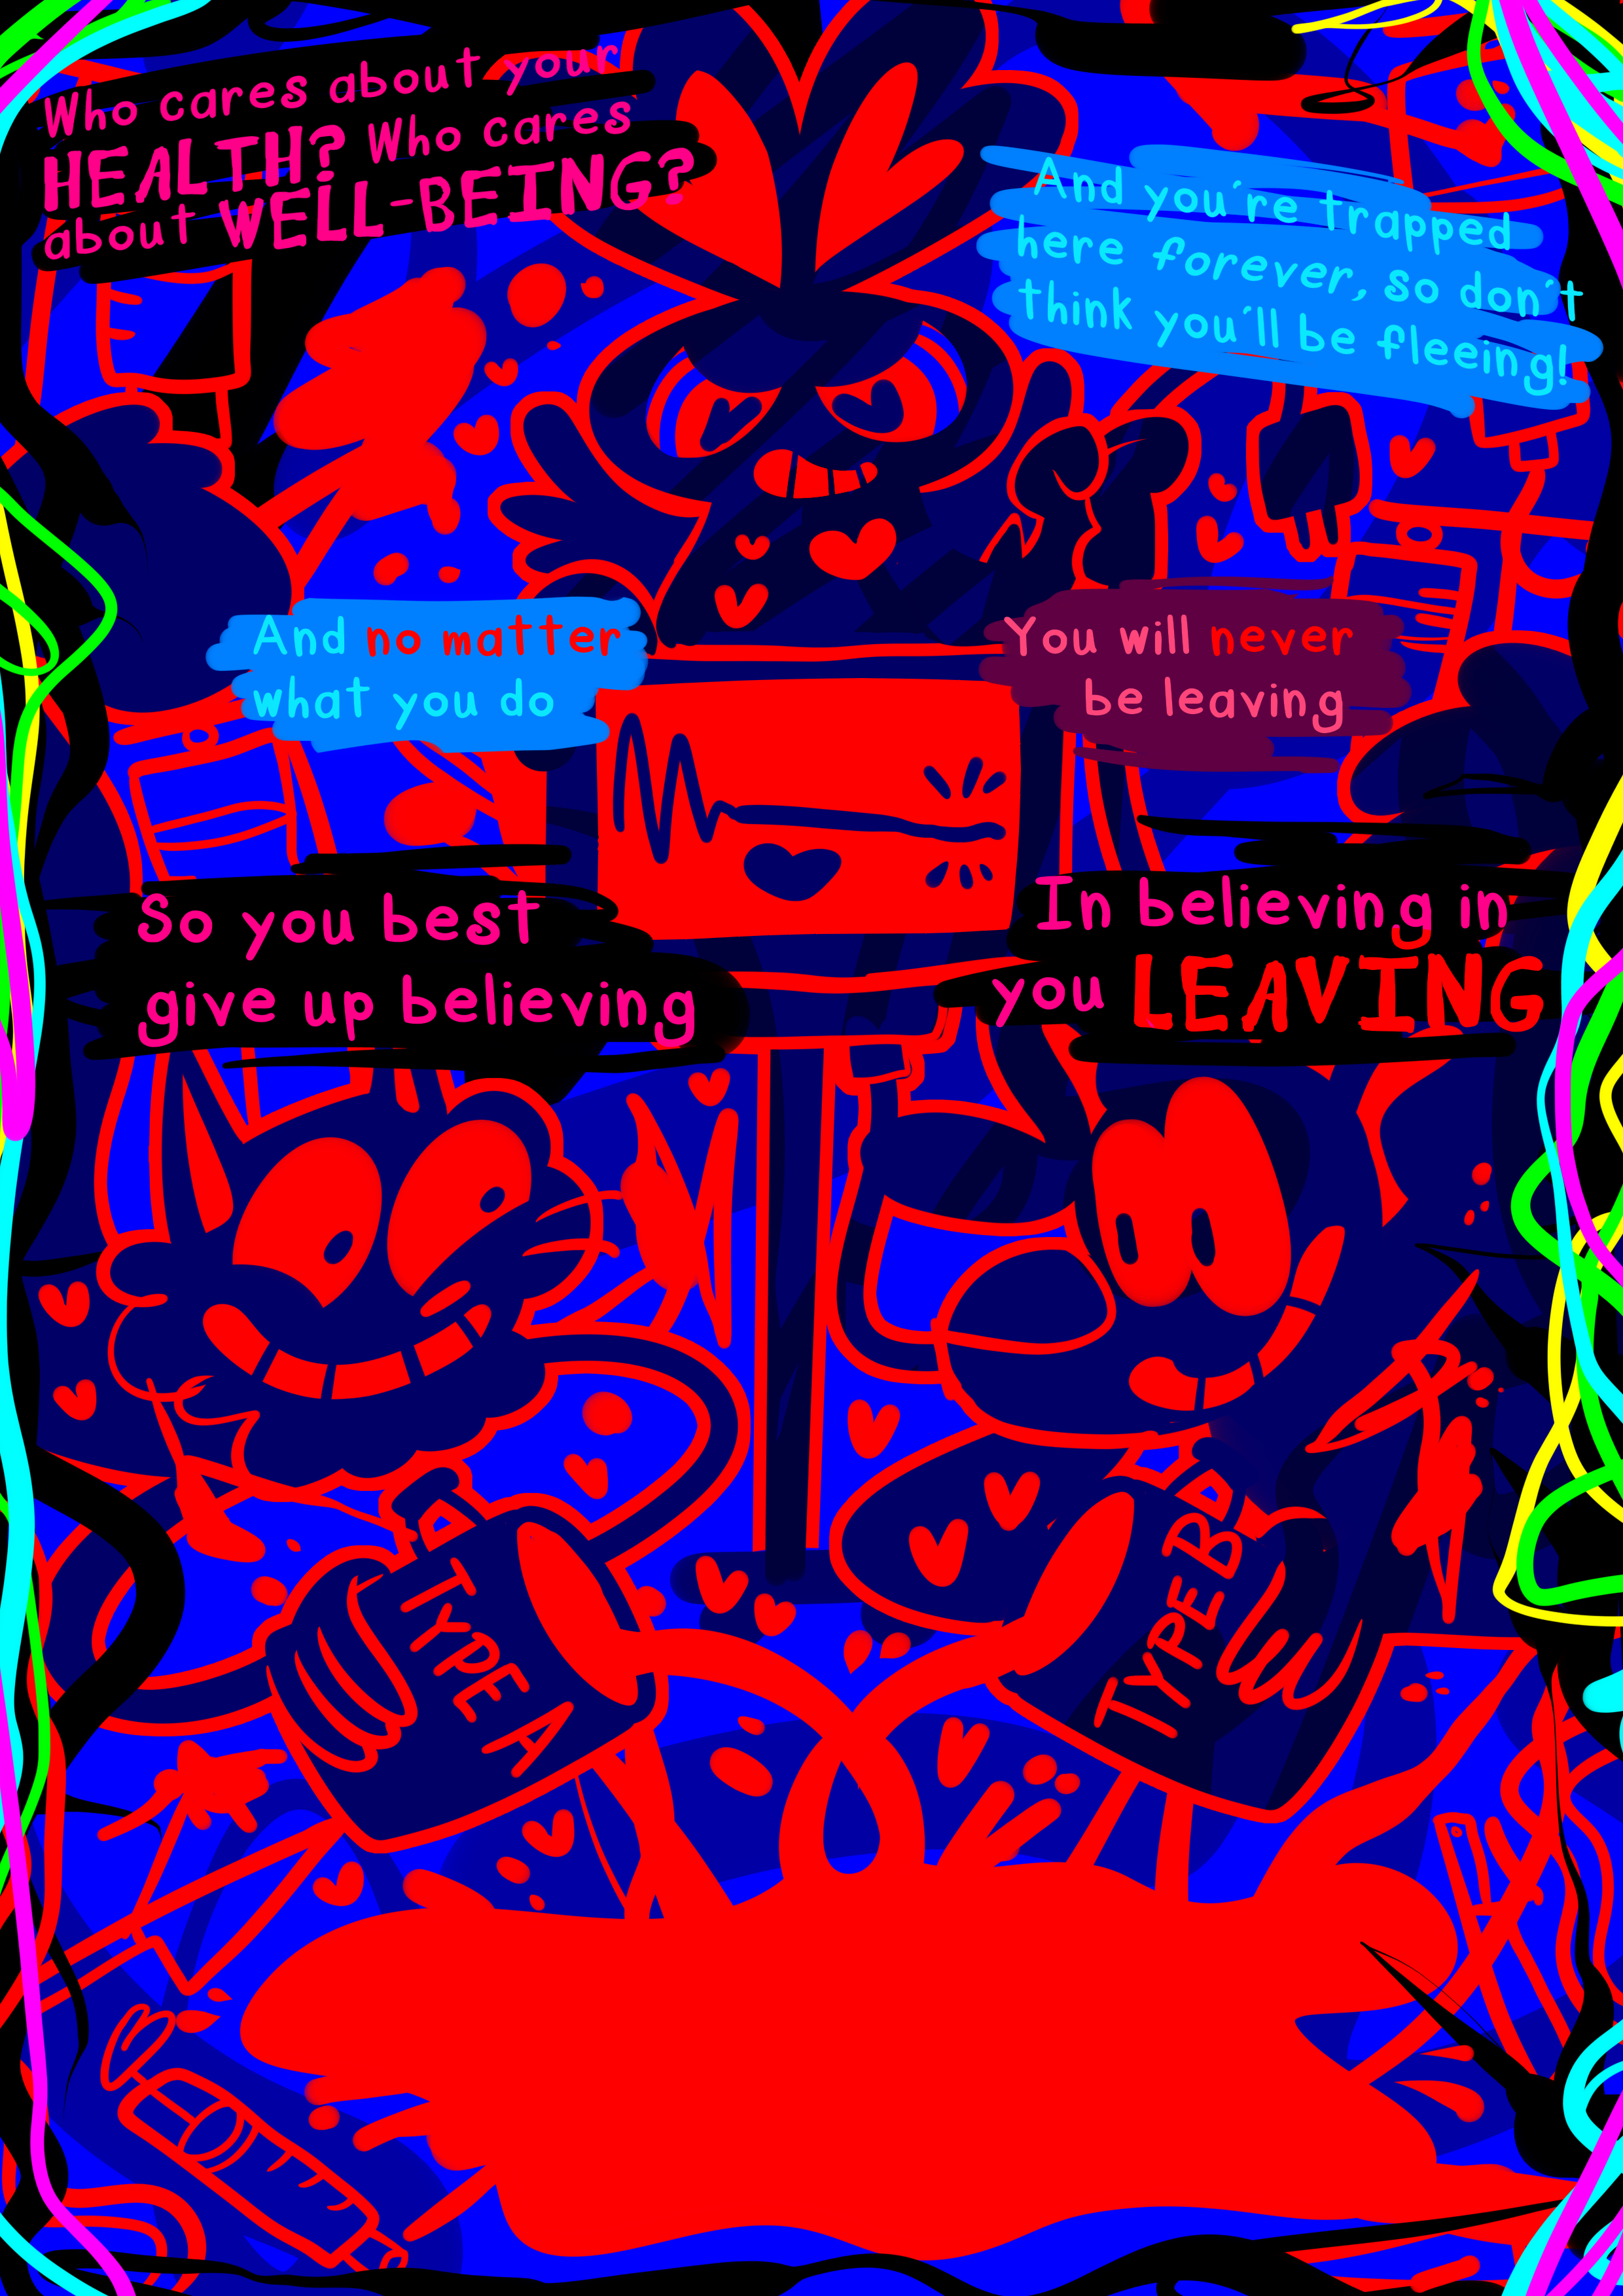 Who cares about your
HEALTH? Who cares
about WELL-BEING?
And you're trapped
here forever, so don't
think you'll be fleeing!
And no matter
what you do
You will never
be leaving
So you best
give up believing
In believing in
you LEAVING
TYPE A
TYPE B